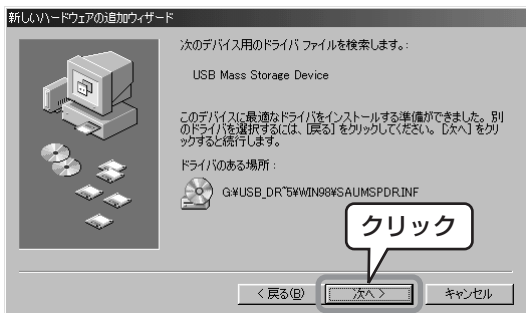 新しいハードウェアの追加ウィザード
次のデバイス用のドライバ ファイルを検索します。:
USB Mass Storage Device
このデバイスに最適なドライバをインストールする準備ができました。別
のドライバを選択するには、[戻る] をクリックしてください。[次へ] をクリ
ックすると続行します。
ドライバのある場所:
G:¥USB_DR~5¥WIN98¥SAUMSPDR.INF
クリック
< 戻る(B)
次へ >
キャンセル